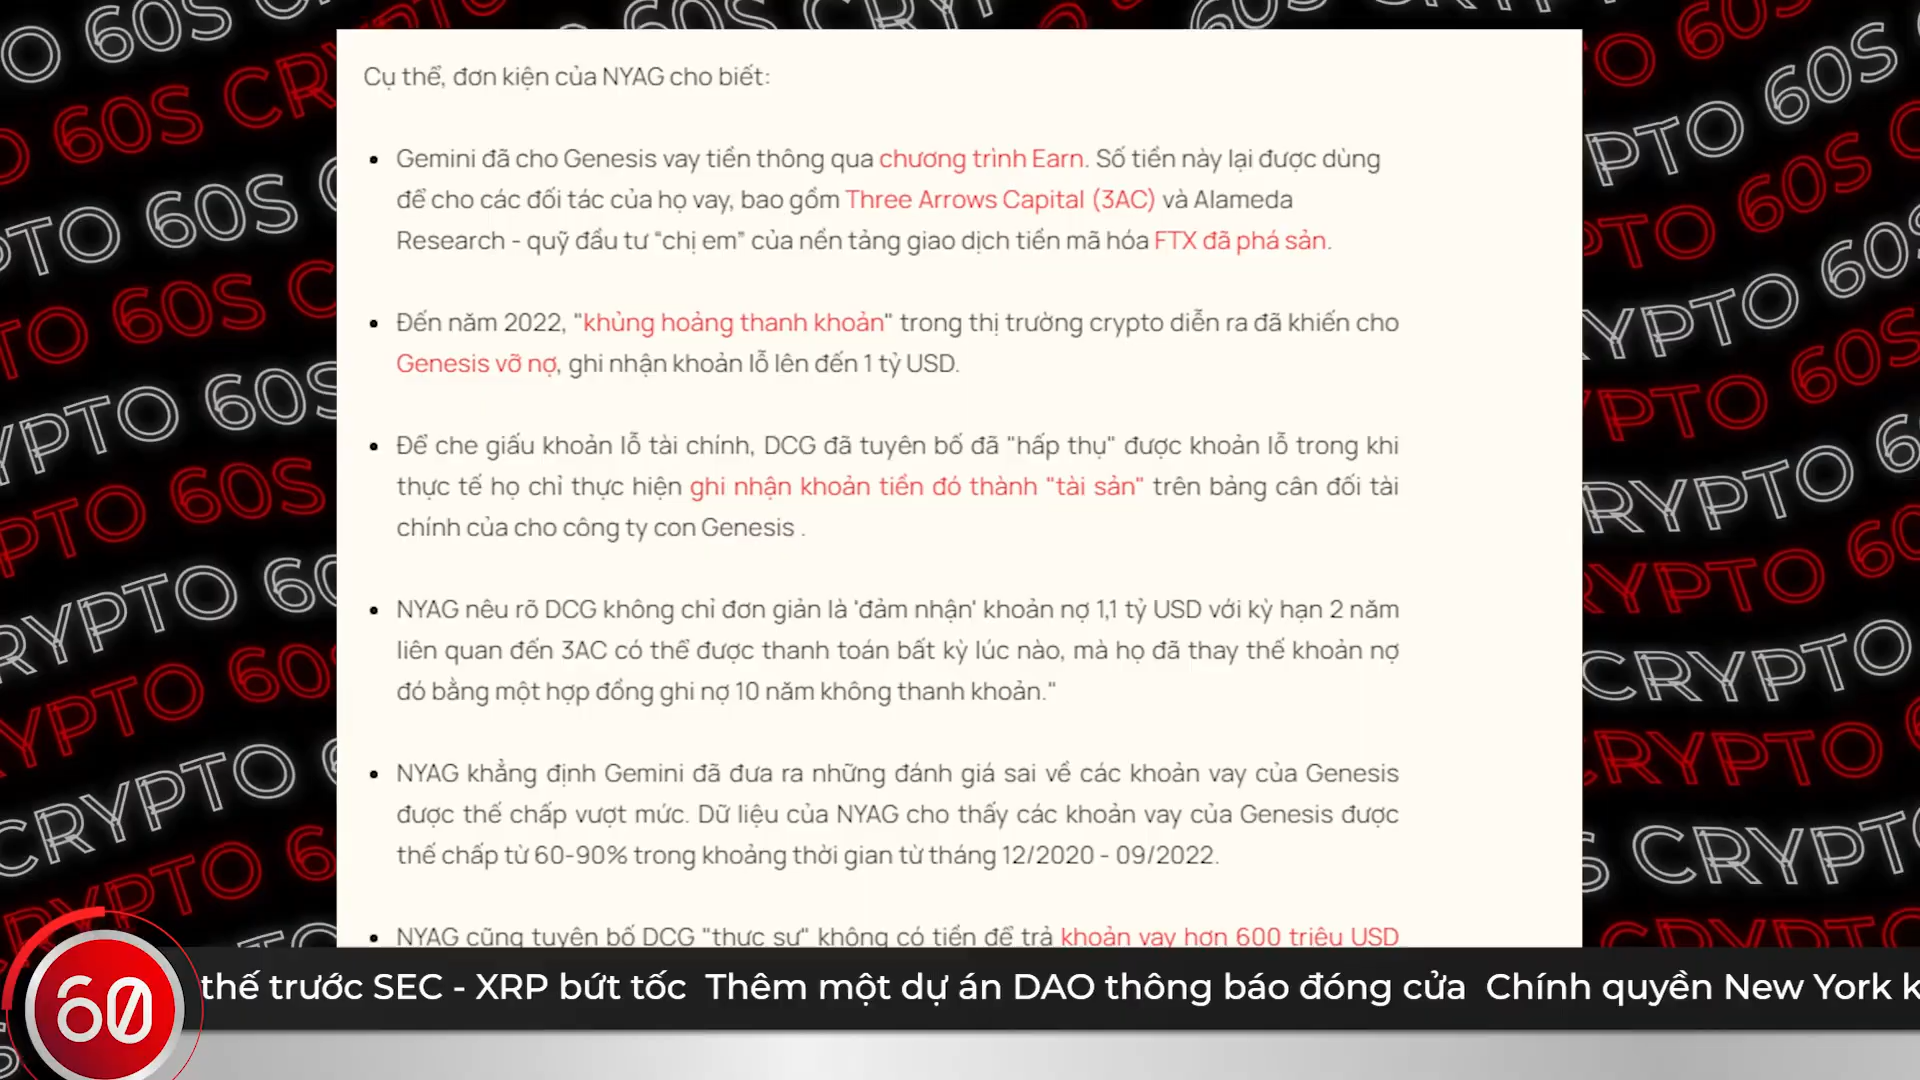 Cụ thể, đơn kiện của NYAG cho biết:
Gemini đã cho Genesis vay tiền thông qua chương trình Earn. Số tiền này lại được dùng
để cho các đối tác của họ vay, bao gồm Three Arrows Capital (3AC) và Alameda
Research - quỹ đầu tư “chị em” của nền tảng giao dịch tiền mã hóa FTX đã phá sản.
Đến năm 2022, "khủng hoảng thanh khoản" trong thị trường crypto diễn ra đã khiến cho
Genesis vỡ nợ, ghi nhận khoản lỗ lên đến 1 tỷ USD.
Để che giấu khoản lỗ tài chính, DCG đã tuyên bố đã "hấp thụ" được khoản lỗ trong khi
thực tế họ chỉ thực hiện ghi nhận khoản tiền đó thành "tài sản" trên bảng cân đối tài
chính của cho công ty con Genesis .
NYAG nêu rõ DCG không chỉ đơn giản là 'đảm nhận' khoản nợ 1,1 tỷ USD với kỳ hạn 2 năm
liên quan đến 3AC có thể được thanh toán bất kỳ lúc nào, mà họ đã thay thế khoản nợ
đó bằng một hợp đồng ghi nợ 10 năm không thanh khoản."
NYAG khẳng định Gemini đã đưa ra những đánh giá sai về các khoản vay của Genesis
được thế chấp vượt mức. Dữ liệu của NYAG cho thấy các khoản vay của Genesis được
thế chấp từ 60-90% trong khoảng thời gian từ tháng 12/2020 - 09/2022.
NYAG cũng tuyên bố DCG "thực sự" không có tiền để trả khoản vay hơn 600 triệu USD
thế trước SEC - XRP bứt tốc Thêm một dự án DAO thông báo đóng cửa Chính quyền New York k
60
CRYPTO 60S